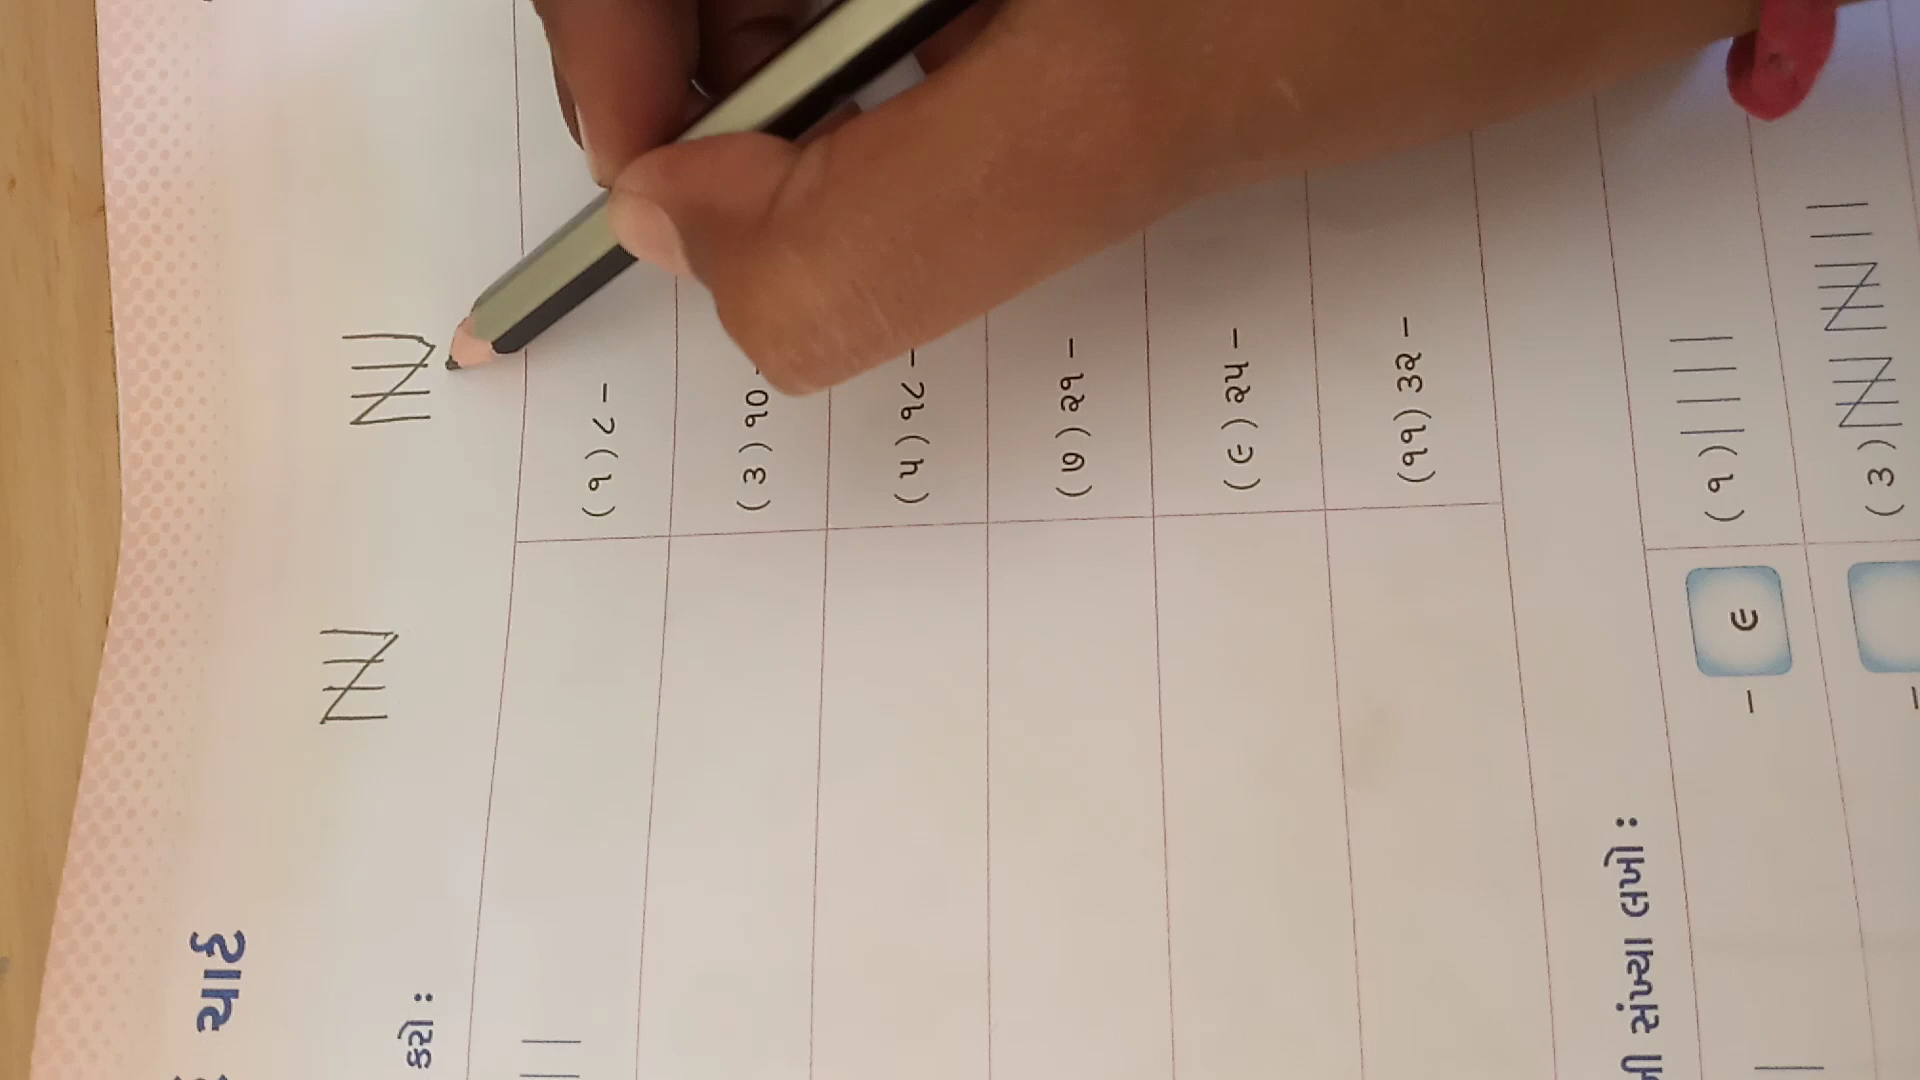 ચાર્ટ
કરો :
(૧) ૮ -
(૩) ૧૦ -
(૫) ૧૮ -
(૭) ૨૧ -
(૯) ૨૫ -
(૧૧) ૩૨ -
સંખ્યા લખો :
(૧) - ૯
(૩) -